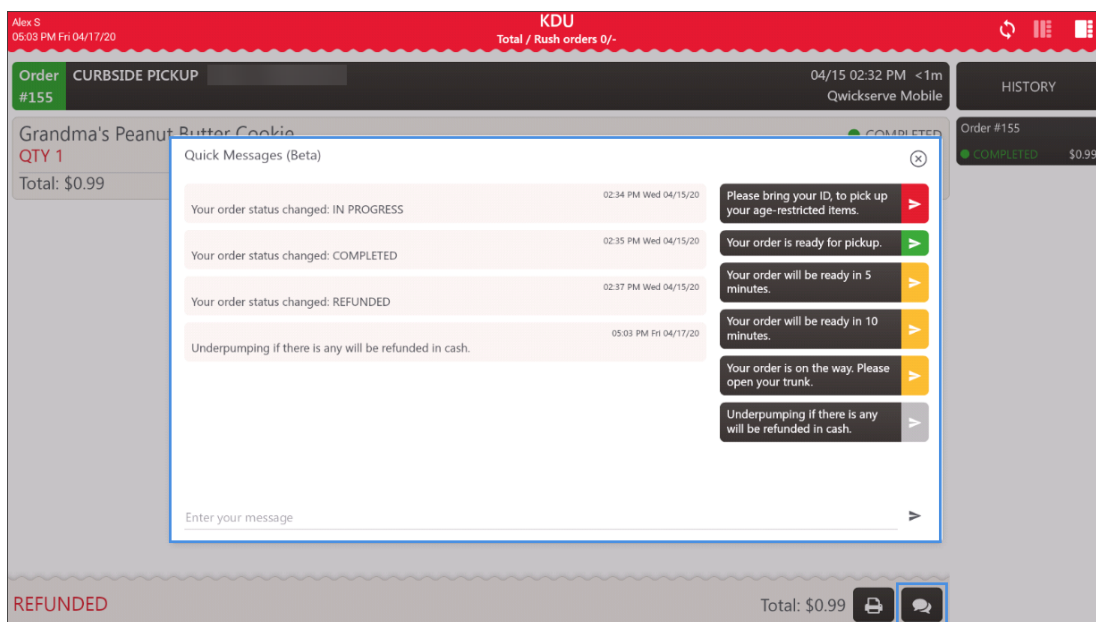 Alex S
05:03 PM Fri 04/17/20
KDU
Total / Rush orders 0/-
Order
#155
CURBSIDE PICKUP
04/15 02:32 PM <1m
Qwickserve Mobile
HISTORY
Grandma's Peanut Butter Cookie
COMPLETED
QTY 1
Total: $0.99
Order #155
COMPLETED $0.99
Quick Messages (Beta)
02:34 PM Wed 04/15/20
Your order status changed: IN PROGRESS
02:35 PM Wed 04/15/20
Your order status changed: COMPLETED
02:37 PM Wed 04/15/20
Your order status changed: REFUNDED
05:03 PM Fri 04/17/20
Underpumping if there is any will be refunded in cash.
Please bring your ID, to pick up
your age-restricted items.
Your order is ready for pickup.
Your order will be ready in 5
minutes.
Your order will be ready in 10
minutes.
Your order is on the way. Please
open your trunk.
Underpumping if there is any
will be refunded in cash.
Enter your message
REFUNDED
Total: $0.99